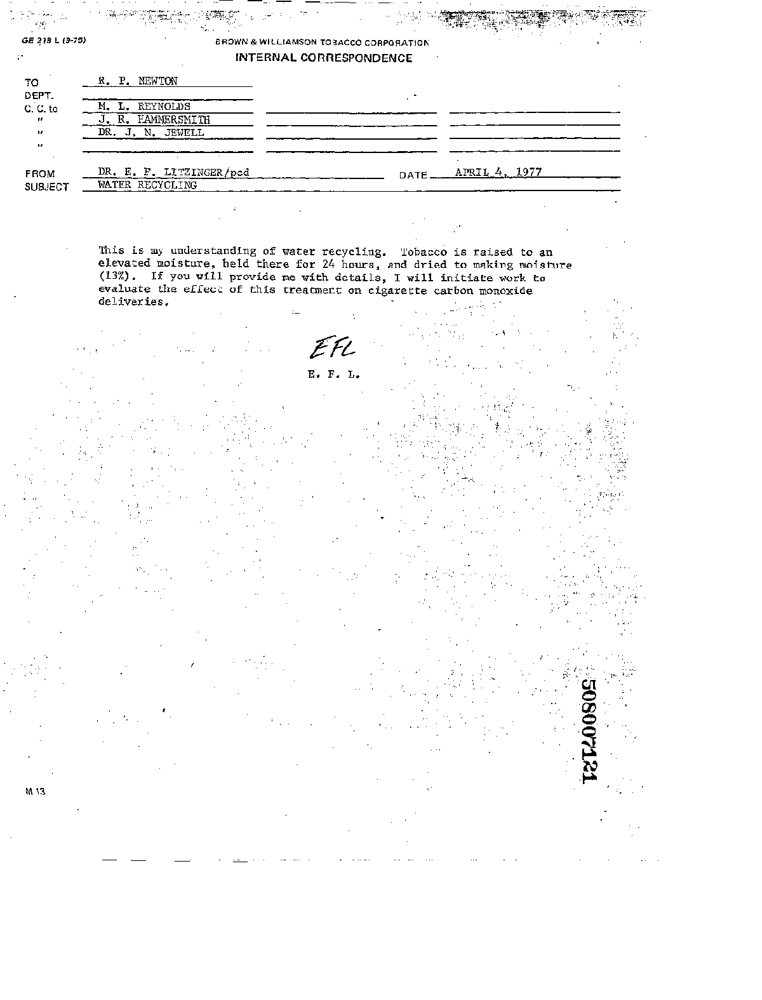 GE 218 L (9-75)
BROWN & WILLIAMSON TOBACCO CORPORATION
INTERNAL CORRESPONDENCE
TO R. P. NEWTON
DEPT.
C. C. to M. L. REYNOLDS
" J. R. HAMMERSMITH
" DR. J. N. JEWELL
"
FROM DR. E. F. LITZINGER/pcd DATE APRIL 4, 1977
SUBJECT WATER RECYCLING
This is my understanding of water recycling. Tobacco is raised to an
elevated moisture, held there for 24 hours, and dried to making moisture
(13%). If you will provide me with details, I will initiate work to
evaluate the effect of this treatment on cigarette carbon monoxide
deliveries.
EFL
E. F. L.
508007121
M 13